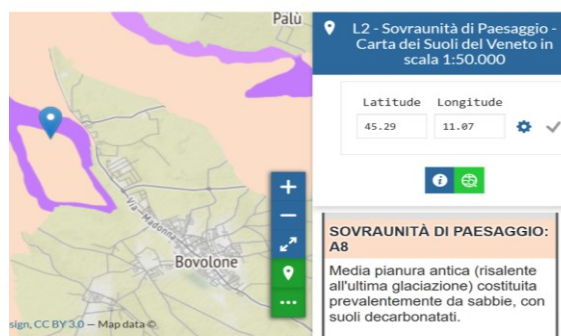 Palù
Via-Madonna
Bovolone
sign, CC BY 3.0 — Map data ©
L2 - Sovraunità di Paesaggio -
Carta dei Suoli del Veneto in
scala 1:50.000
Latitude Longitude
45.29 11.07
SOVRAUNITÀ DI PAESAGGIO:
A8
Media pianura antica (risalente
all'ultima glaciazione) costituita
prevalentemente da sabbie, con
suoli decarbonatati.